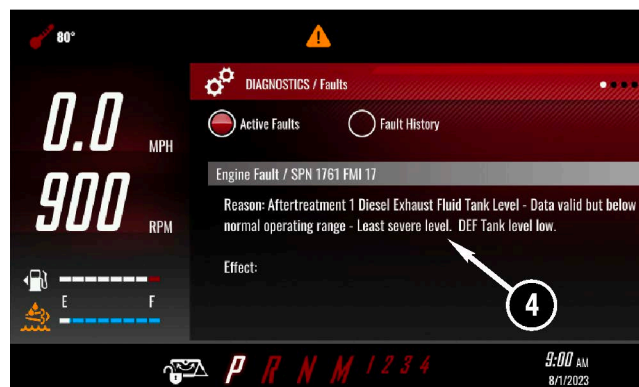 80°
DIAGNOSTICS / Faults
0.0 MPH
Active Faults
Fault History
Engine Fault / SPN 1761 FMI 17
900 RPM
Reason: Aftertreatment 1 Diesel Exhaust Fluid Tank Level - Data valid but below
normal operating range - Least severe level. DEF Tank level low.
Effect:
E F
4
P R N M 1 2 3 4
9:00 AM
8/1/2023